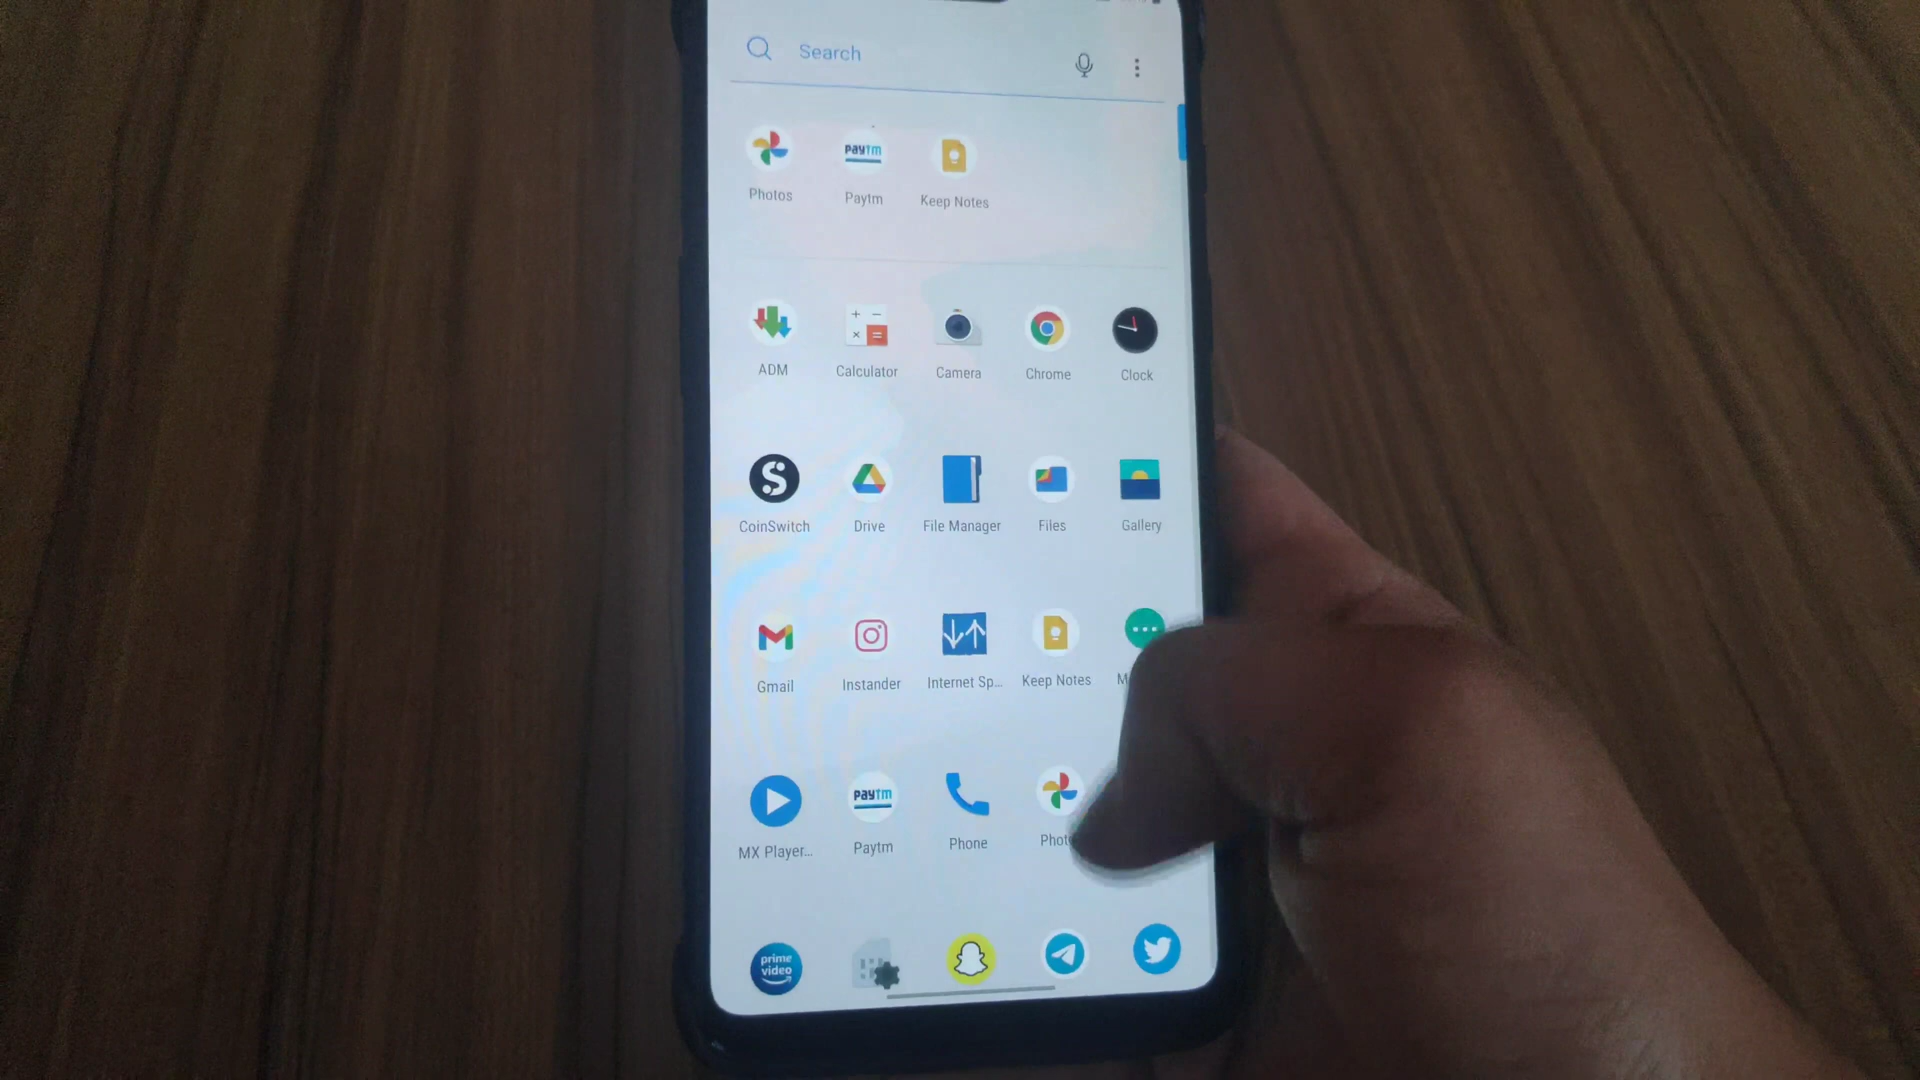 Search
Photos Paytm Keep Notes
ADM Calculator Camera Chrome Clock
CoinSwitch Drive File Manager Files Gallery
Gmail Instander Internet Sp... Keep Notes M
MX Player... Paytm Phone Phot
prime video